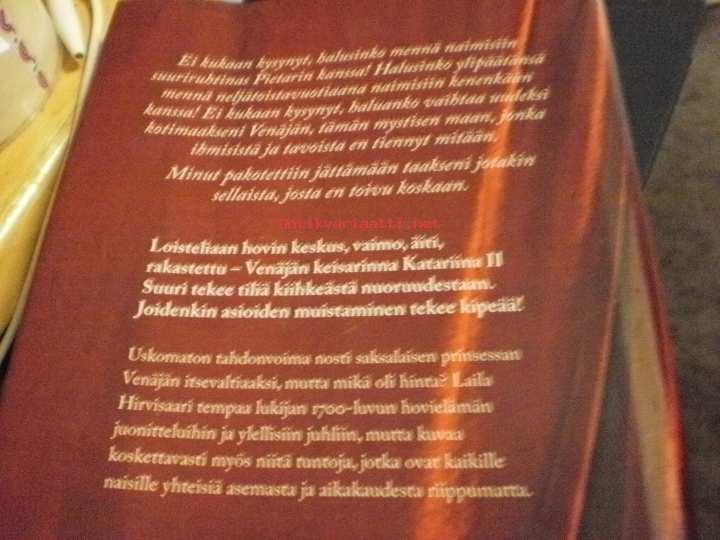 Ei kukaan kysynyt, halusinko mennä naimisiin
suuriruhtinas Pietarin kanssa! Halusinko ylipäätänsä
mennä neljätoistavuotiaana naimisiin kenenkään
kanssa! Ei kukaan kysynyt, haluanko vaihtaa uudeksi
kotimaakseni Venäjän, tämän mystisen maan, jonka
ihmisistä ja tavoista en tiennyt mitään.
Minut pakotettiin jättämään taakseni jotakin
sellaista, josta en toivu koskaan.
Antikvariaatti.net
Loisteliaan hovin keskus, vaimo, äiti,
rakastettu – Venäjän keisarinna Katariina II
Suuri tekee tiliä kiihkeästä nuoruudestaan.
Joidenkin asioiden muistaminen tekee kipeää!
Uskomaton tahdonvoima nosti saksalaisen prinsessan
Venäjän itsevaltiaaksi, mutta mikä oli hinta? Laila
Hirvisaari tempaa lukijan 1700-luvun hovielämän
juonitteluihin ja ylellisiin juhliin, mutta kuvaa
koskettavasti myös niitä tuntoja, jotka ovat kaikille
naisille yhteisiä asemasta ja aikakaudesta riippumatta.